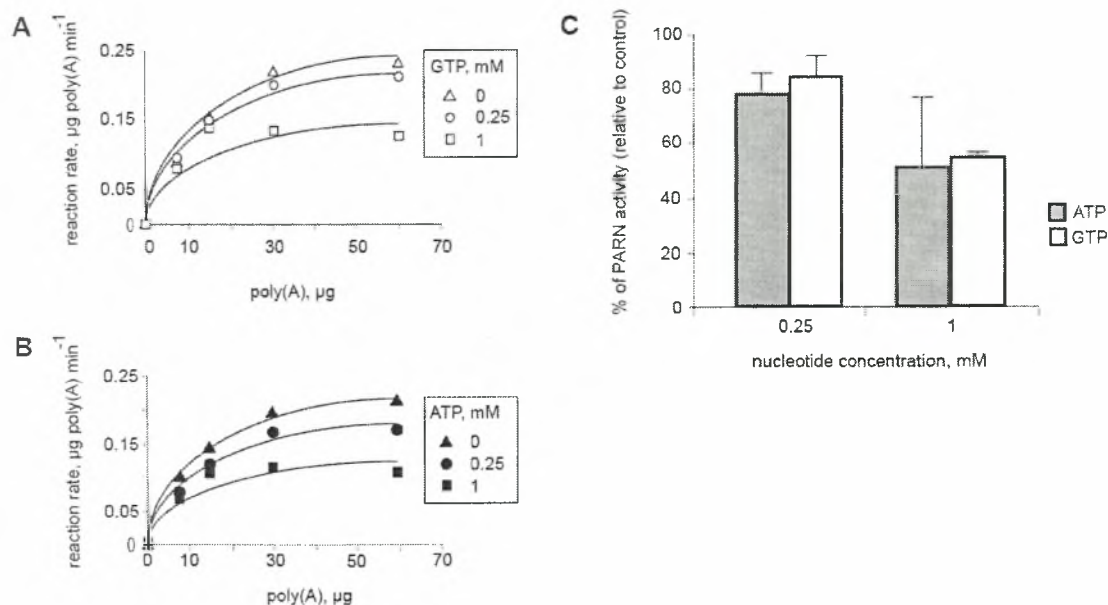 A
reaction rate, µg poly(A) min-1
0.25
0.15
0.05
0
0 10 30 50 70
poly(A), µg
GTP, mM
0
0.25
1
B
reaction rate, µg poly(A) min-1
0.25
0.15
0.05
0
0 10 30 50 70
poly(A), µg
ATP, mM
0
0.25
1
C
% of PARN activity (relative to control)
100
80
60
40
20
0
0.25 1
nucleotide concentration, mM
ATP
GTP